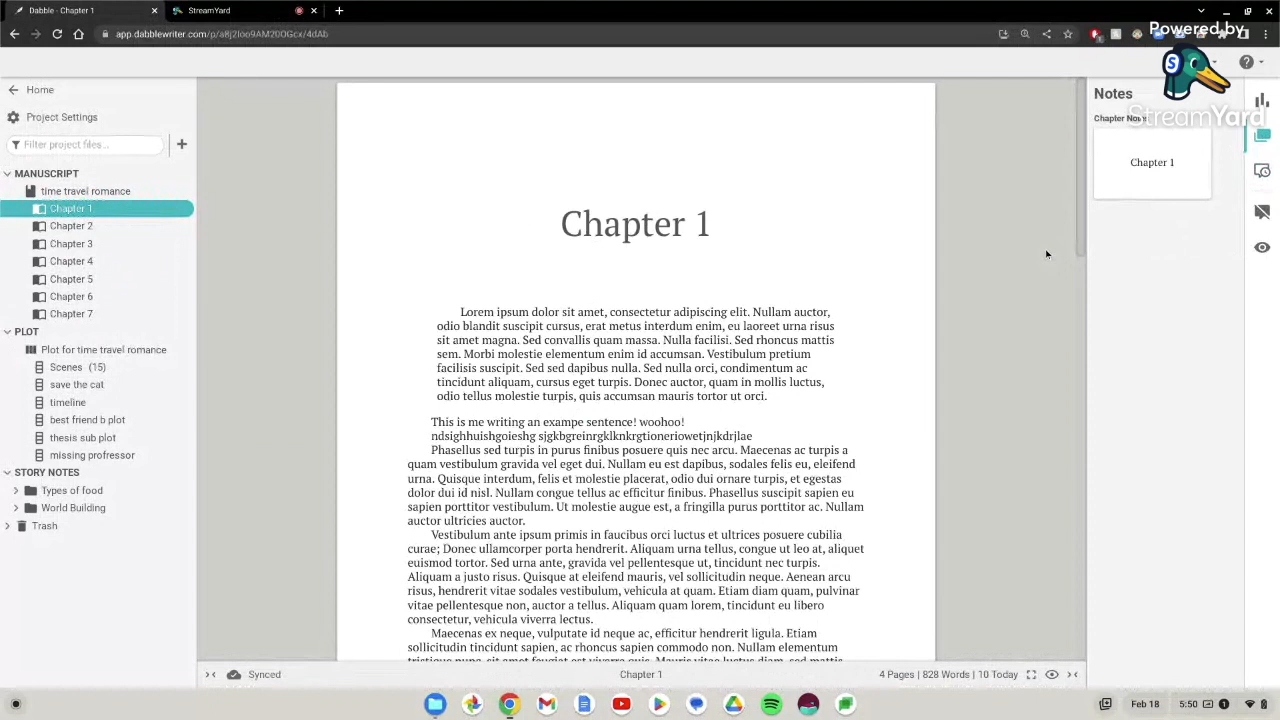 Dabble - Chapter 1
StreamYard
app.dabblewriter.com/p/a8j2Ioo9AM20OGcx/4dAb
Powered by
StreamYard
Home
Project Settings
Filter project files...
MANUSCRIPT
time travel romance
Chapter 1
Chapter 2
Chapter 3
Chapter 4
Chapter 5
Chapter 6
Chapter 7
PLOT
Plot for time travel romance
Scenes (15)
save the cat
timeline
best friend b plot
thesis sub plot
missing profressor
STORY NOTES
Types of food
World Building
Trash
Chapter 1
Lorem ipsum dolor sit amet, consectetur adipiscing elit. Nullam auctor,
odio blandit suscipit cursus, erat metus interdum enim, eu laoreet urna risus
sit amet magna. Sed convallis quam massa. Nulla facilisi. Sed rhoncus mattis
sem. Morbi molestie elementum enim id accumsan. Vestibulum pretium
facilisis suscipit. Sed sed dapibus nulla. Sed nulla orci, condimentum ac
tincidunt aliquam, cursus eget turpis. Donec auctor, quam in mollis luctus,
odio tellus molestie turpis, quis accumsan mauris tortor ut orci.
This is me writing an exampe sentence! woohoo!
ndsighhuishgoieshg sjgkbgreinrgklknkrgtioneriowetjnjkdrjlae
Phasellus sed turpis in purus finibus posuere quis nec arcu. Maecenas ac turpis a
quam vestibulum gravida vel eget dui. Nullam eu est dapibus, sodales felis eu, eleifend
urna. Quisque interdum, felis et molestie placerat, odio dui ornare turpis, et egestas
dolor dui id nisl. Nullam congue tellus ac efficitur finibus. Phasellus suscipit sapien eu
sapien porttitor vestibulum. Ut molestie augue est, a fringilla purus porttitor ac. Nullam
auctor ultricies auctor.
Vestibulum ante ipsum primis in faucibus orci luctus et ultrices posuere cubilia
curae; Donec ullamcorper porta hendrerit. Aliquam urna tellus, congue ut leo at, aliquet
euismod tortor. Sed urna ante, gravida vel pellentesque ut, tincidunt nec turpis.
Aliquam a justo risus. Quisque at eleifend mauris, vel sollicitudin neque. Aenean arcu
risus, hendrerit vitae sodales vestibulum, vehicula at quam. Etiam diam quam, pulvinar
vitae pellentesque non, auctor a tellus. Aliquam quam lorem, tincidunt eu libero
consectetur, vehicula viverra lectus.
Maecenas ex neque, vulputate id neque ac, efficitur hendrerit ligula. Etiam
sollicitudin tincidunt sapien, ac rhoncus sapien commodo non. Nullam elementum
Notes
Chapter Notes
Chapter 1
Synced
Chapter 1
4 Pages | 828 Words | 10 Today
Feb 18
5:50